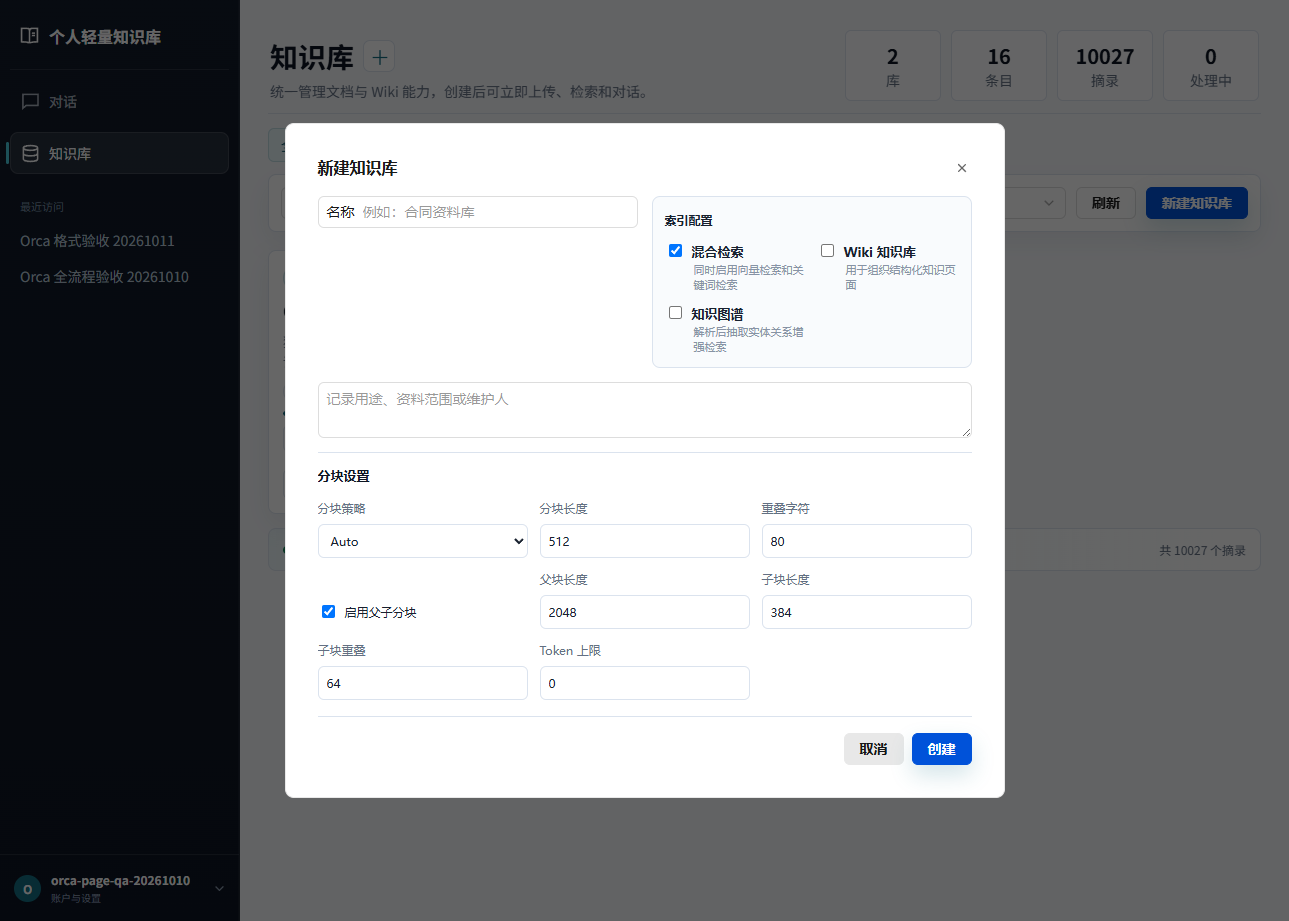 个人轻量知识库
对话
知识库
最近访问
Orca 格式验收 20261011
Orca 全流程验收 20261010
orca-page-qa-20261010
O
账户与设置
知识库
统一管理文档与 Wiki 能力，创建后可立即上传、检索和对话。
2
库
16
条目
10027
摘录
0
处理中
刷新
新建知识库
新建知识库
名称 例如：合同资料库
索引配置
混合检索
同时启用向量检索和关
键词检索
Wiki 知识库
用于组织结构化知识页
面
知识图谱
解析后抽取实体关系增
强检索
记录用途、资料范围或维护人
分块设置
分块策略
Auto
分块长度
512
重叠字符
80
启用父子分块
父块长度
2048
子块长度
384
子块重叠
64
Token 上限
0
取消
创建
共 10027 个摘录